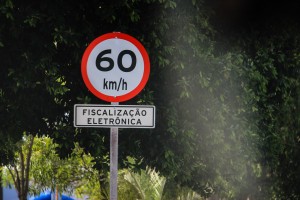 60
km/h
FISCALIZAÇÃO
ELETRÔNICA